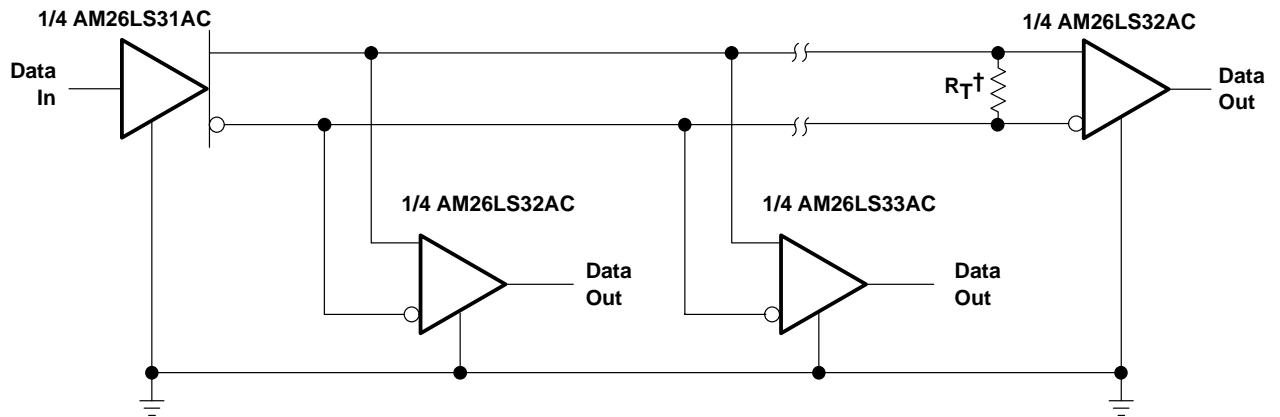 1/4 AM26LS31AC
1/4 AM26LS32AC
Data
In
RT†
Data
Out
1/4 AM26LS32AC
1/4 AM26LS33AC
Data
Out
Data
Out